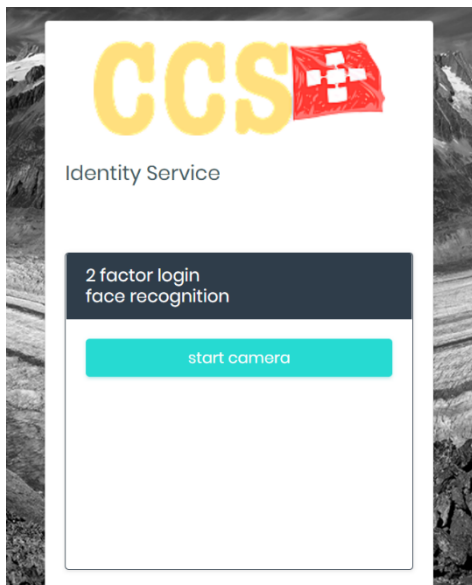 CCS
Identity Service
2 factor login
face recognition
start camera